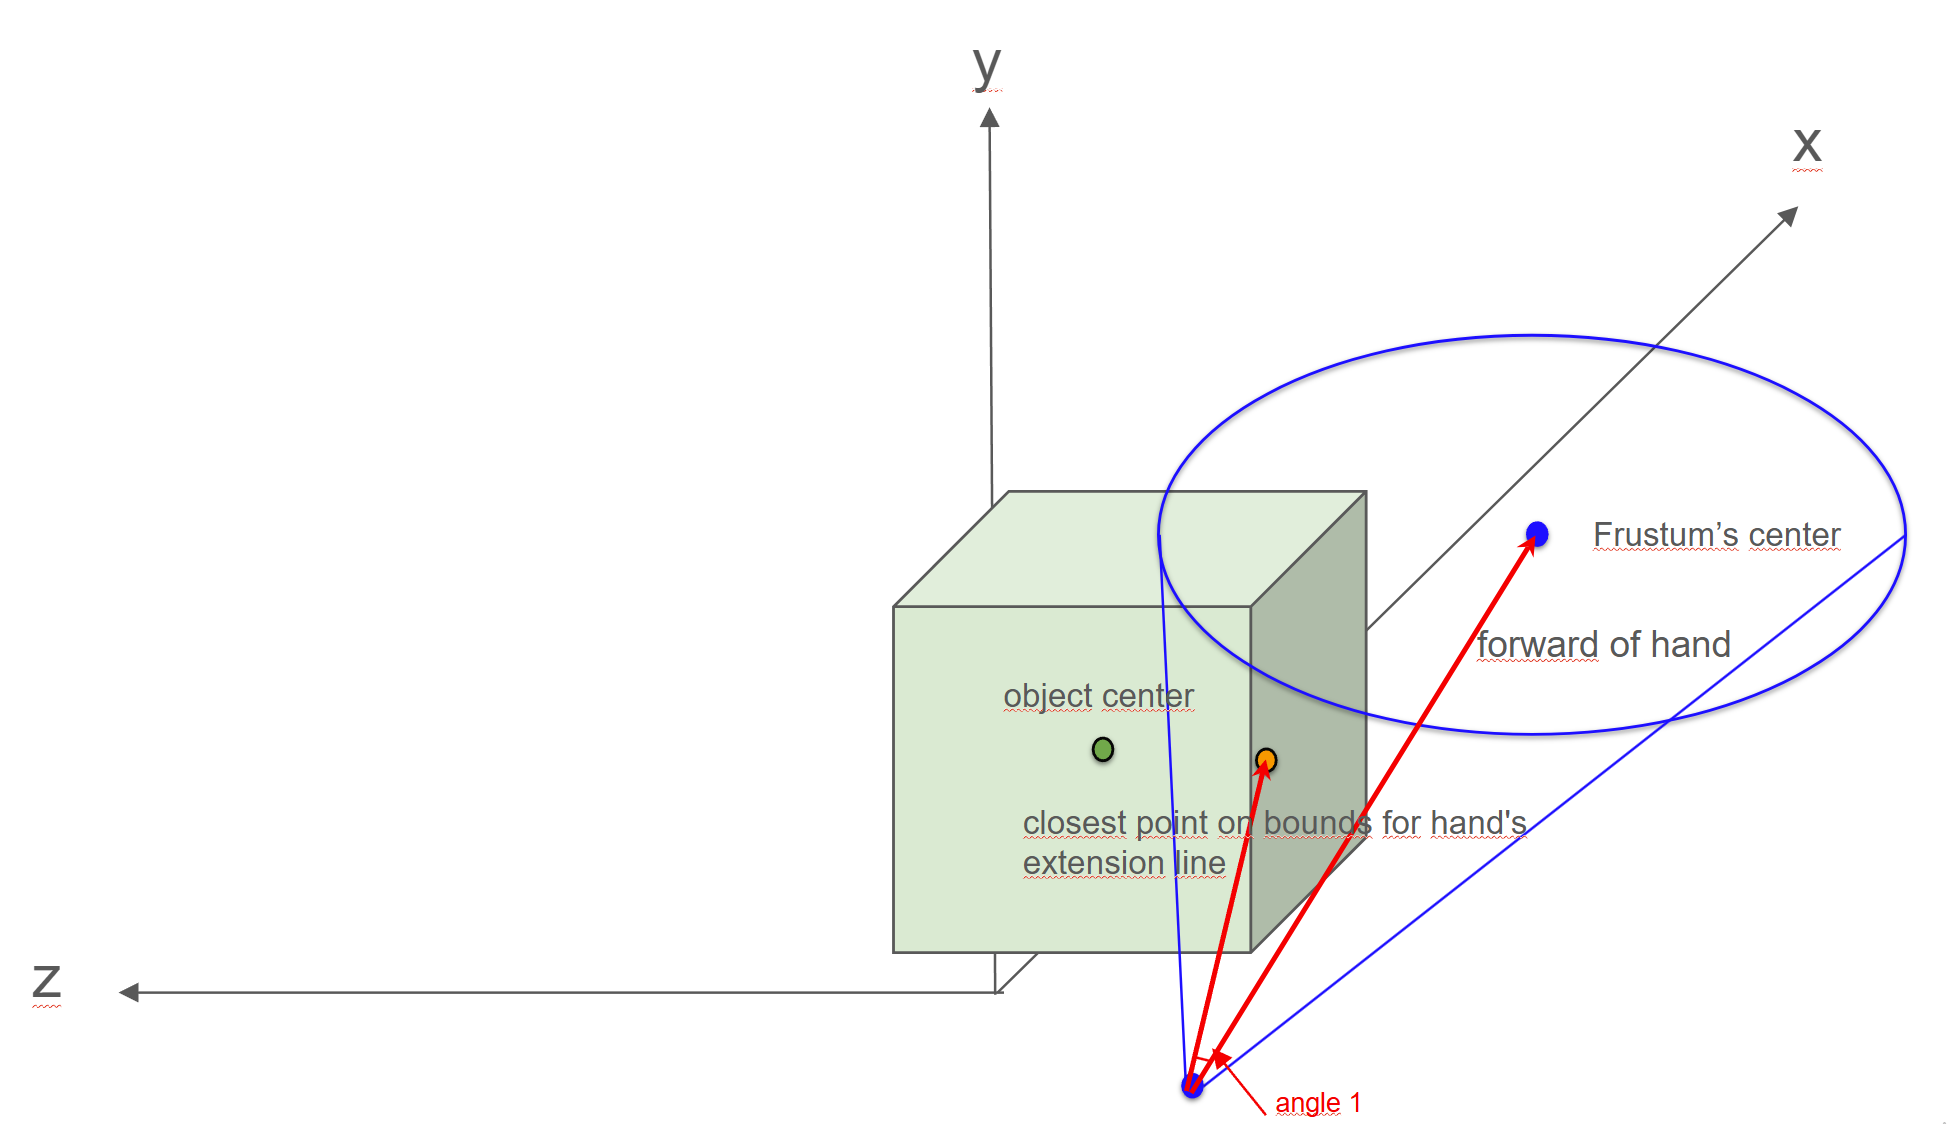 y
x
Frustum’s center
forward of hand
object center
closest point on bounds for hand's
extension line
z
angle 1